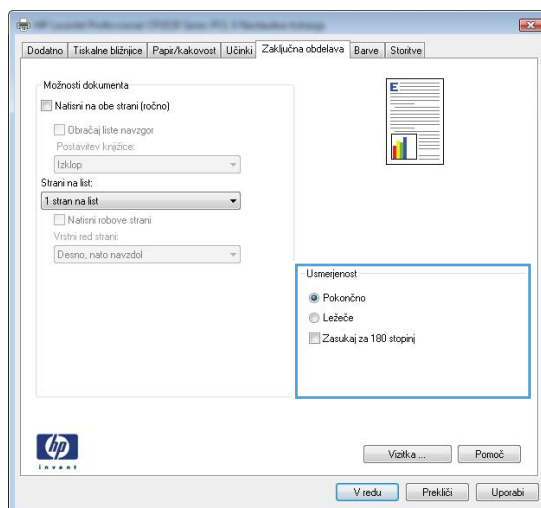 Dodatno
Tiskalne bližnjice
Papir/kakovost
Učinki
Zaključna obdelava
Barve
Storitve
Možnosti dokumenta
Natisni na obe strani (ročno)
Obračaj liste navzgor
Postavitev knjižice:
Izklop
Strani na list:
1 stran na list
Natisni robove strani
Vrstni red strani:
Desno, nato navzdol
E
Usmerjenost
Pokončno
Ležeče
Zasukaj za 180 stopinj
hp
invent
Vizitka ...
Pomoč
V redu
Prekliči
Uporabi